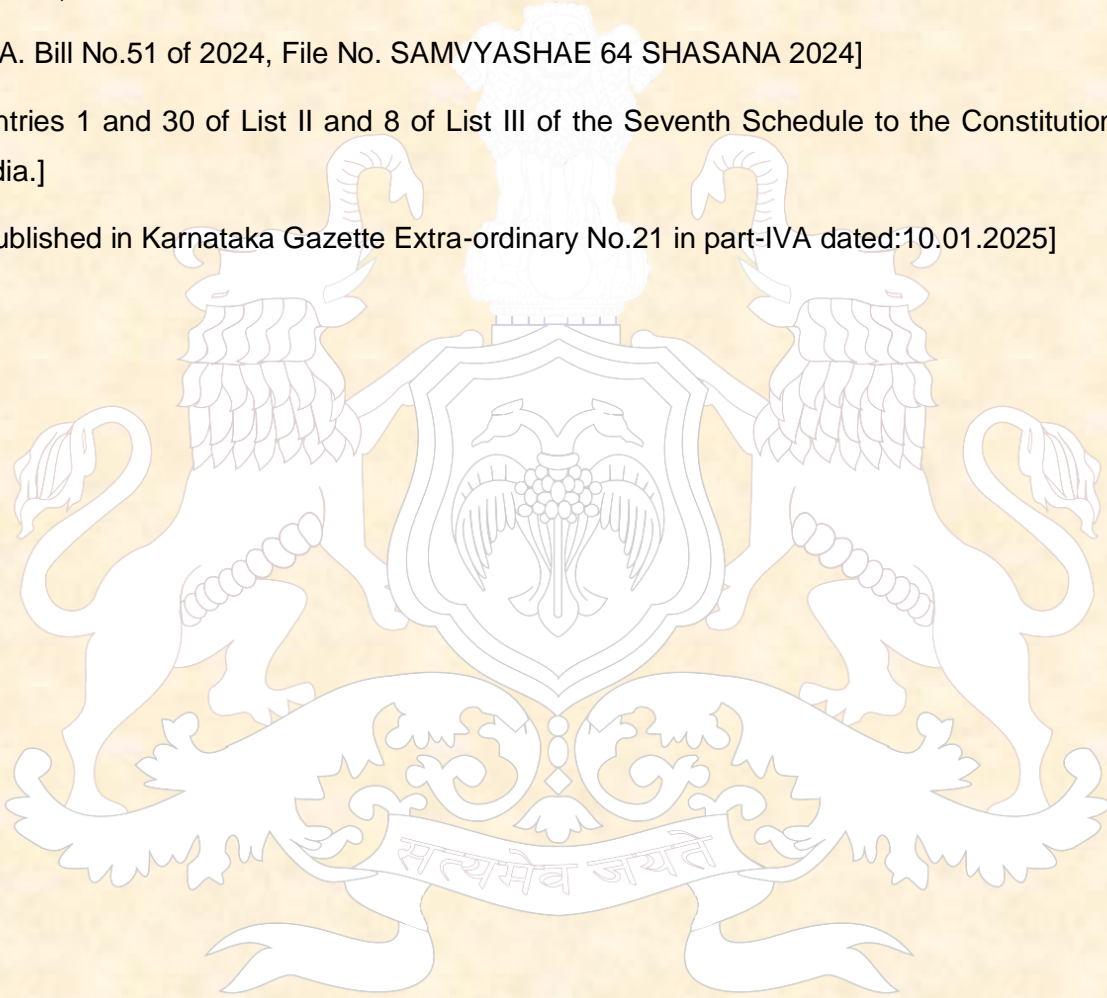 A. Bill No.51 of 2024, File No. SAMVYASHAE 64 SHASANA 2024]
ntries 1 and 30 of List II and 8 of List III of the Seventh Schedule to the Constitution
dia.]
ublished in Karnataka Gazette Extra-ordinary No.21 in part-IVA dated:10.01.2025]
सत्यमेव जयते